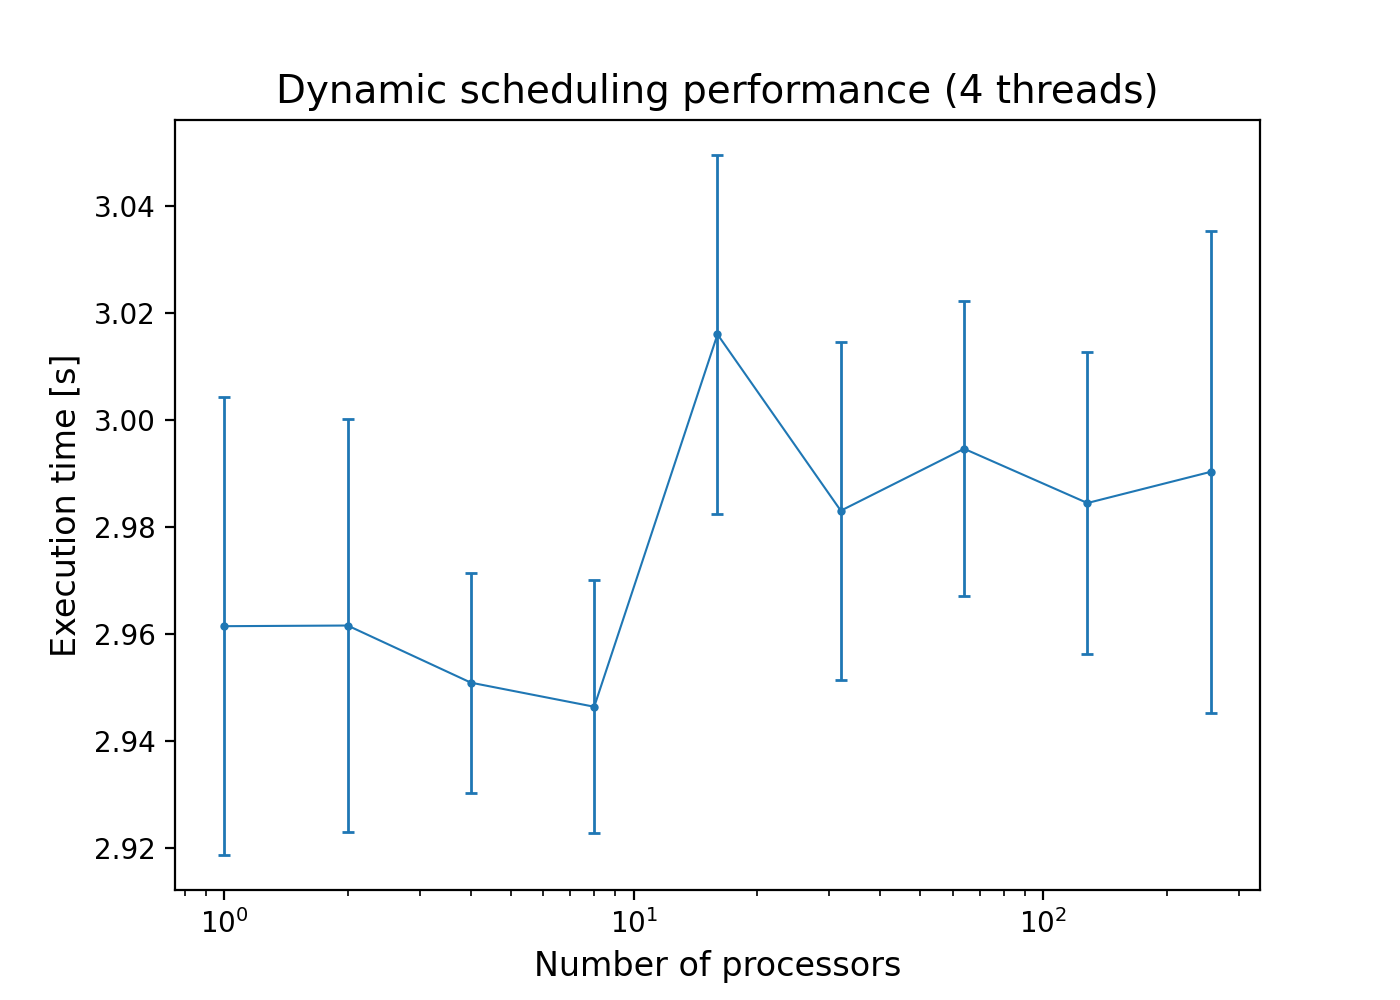 Dynamic scheduling performance (4 threads)
3.04
3.02
3.00
2.98
2.96
2.94
2.92
Execution time [s]
10⁰ 10¹ 10²
Number of processors